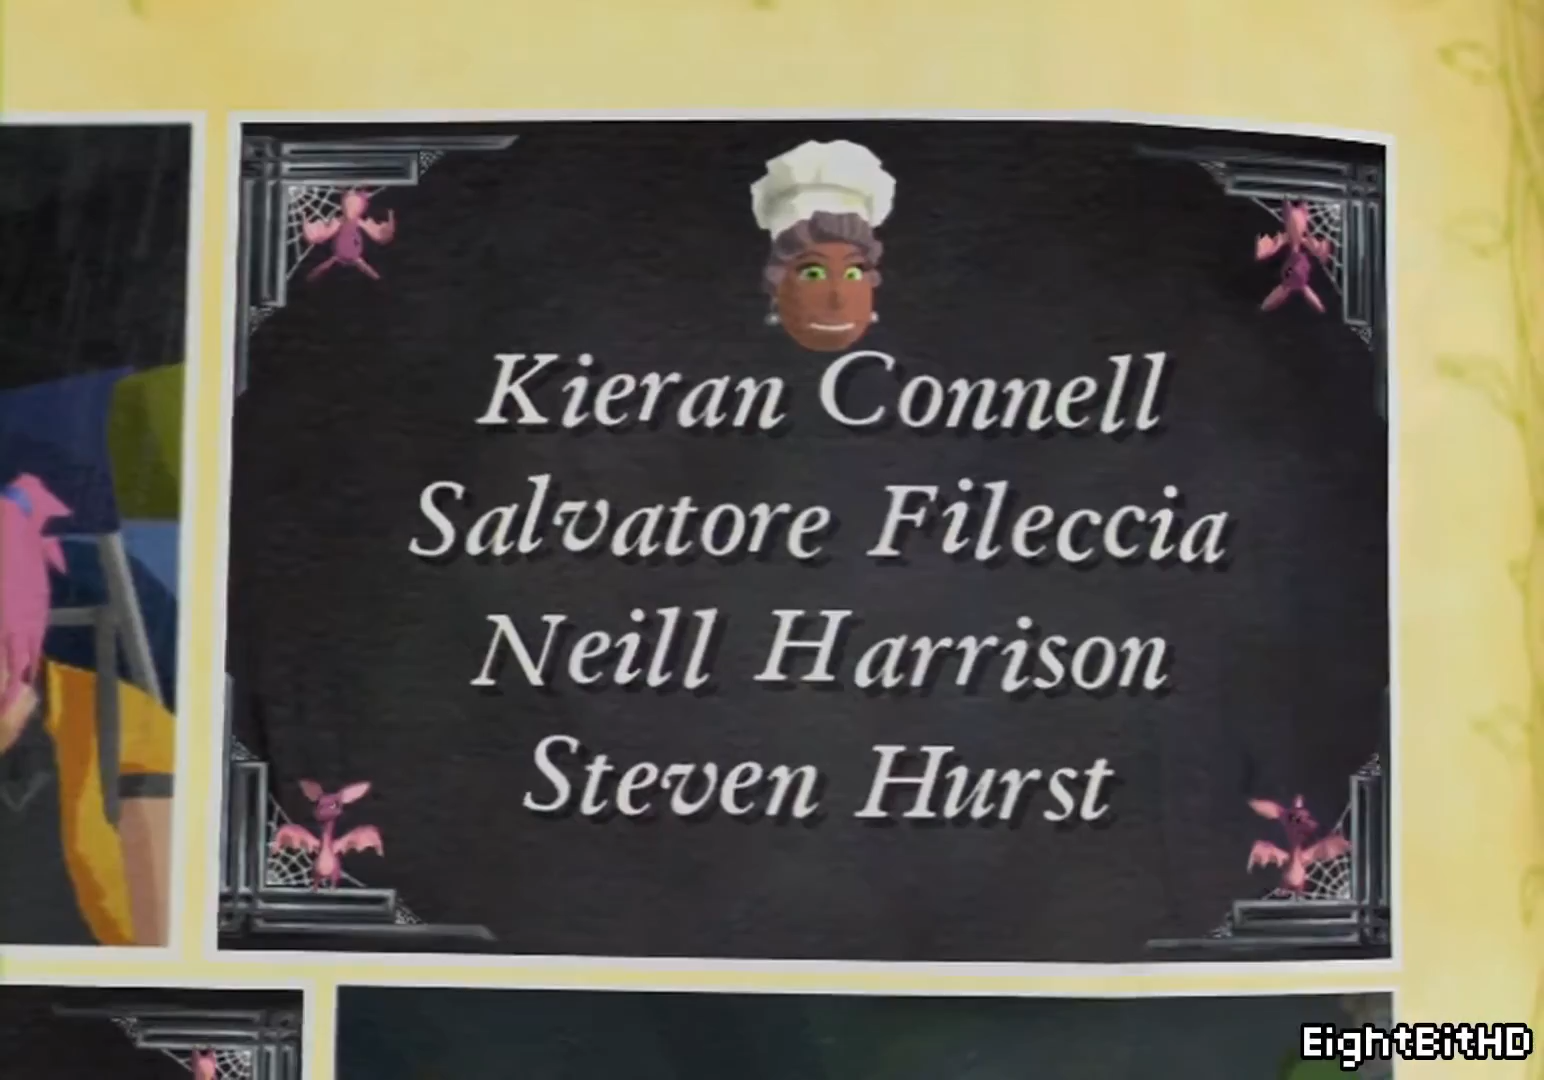 Kieran Connell
Salvatore Fileccia
Neill Harrison
Steven Hurst
EightBitHD